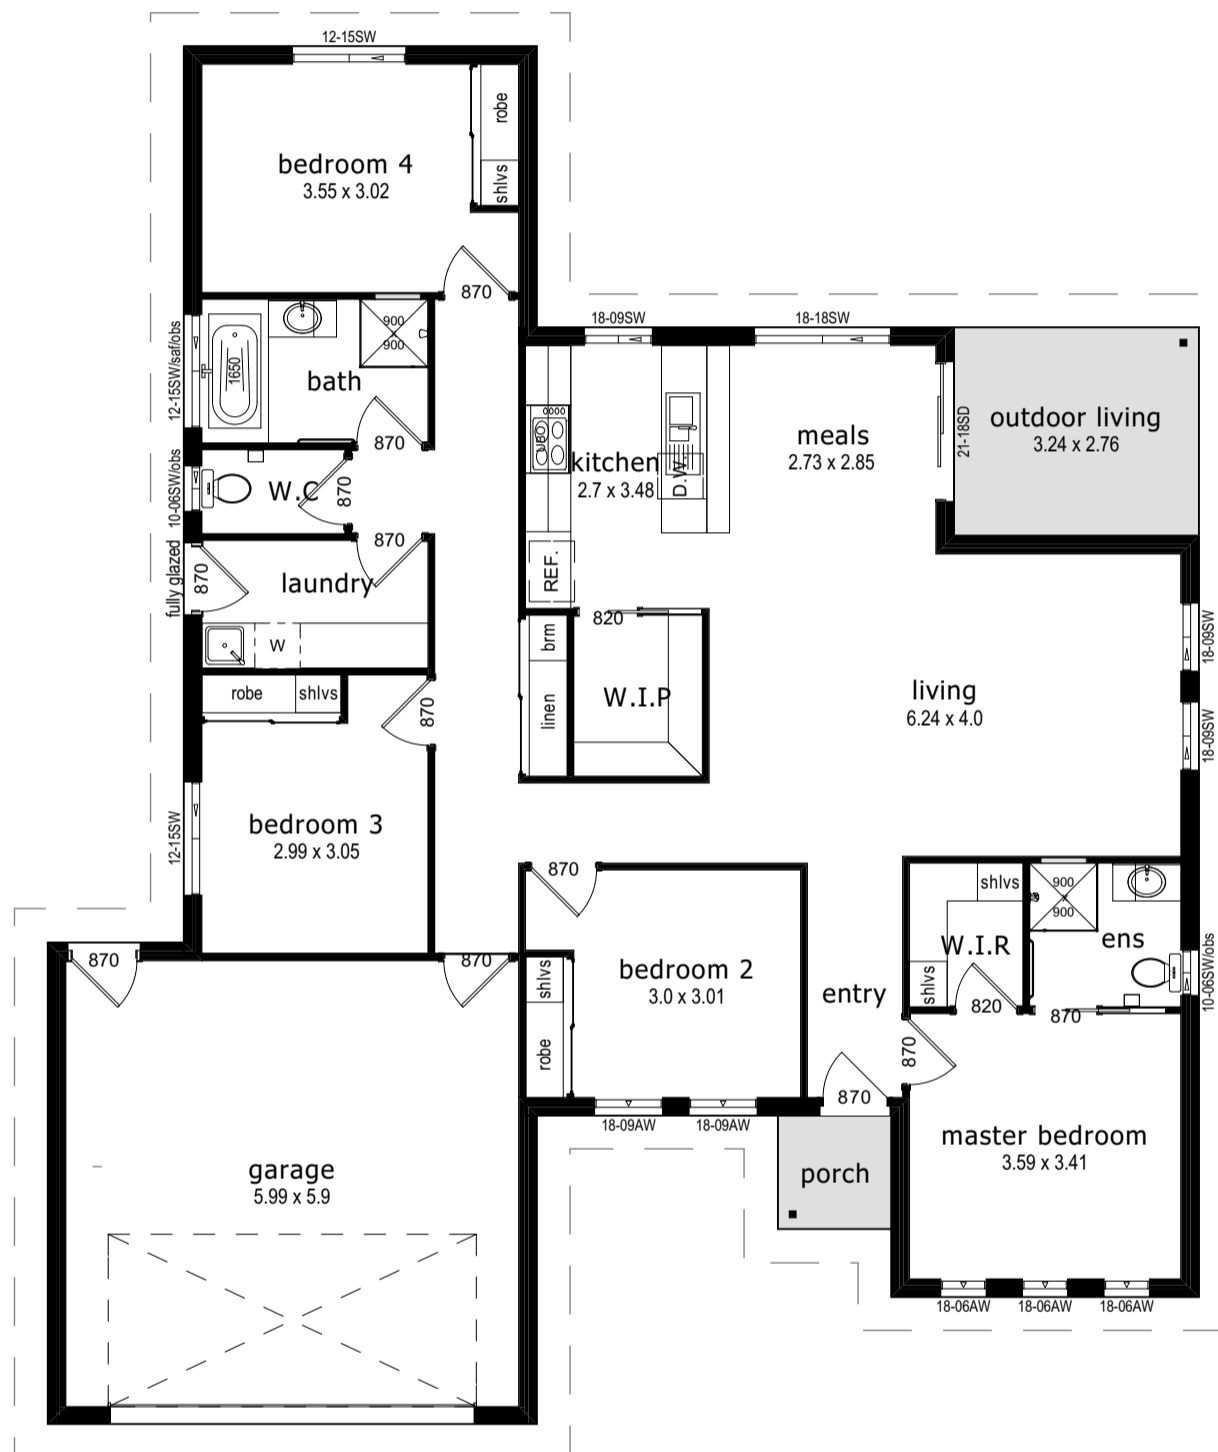 12-15SW
robe
shlvs
bedroom 4
3.55 x 3.02
870
12-15SW/saf/obs
1650
900
900
bath
870
18-09SW
18-18SW
UBO
kitchen
2.7 x 3.48
D.W.
meals
2.73 x 2.85
21-18SD
outdoor living
3.24 x 2.76
10-06SW/obs
W.C
870
870
fully glazed
870
laundry
W
REF.
820
brm
linen
W.I.P
living
6.24 x 4.0
18-09SW
18-09SW
robe
shlvs
870
12-15SW
bedroom 3
2.99 x 3.05
870
870
870
shlvs
robe
bedroom 2
3.0 x 3.01
18-09AW
18-09AW
entry
870
shlvs
W.I.R
shlvs
820
900
900
ens
870
10-06SW/obs
870
master bedroom
3.59 x 3.41
18-06AW
18-06AW
18-06AW
porch
garage
5.99 x 5.9